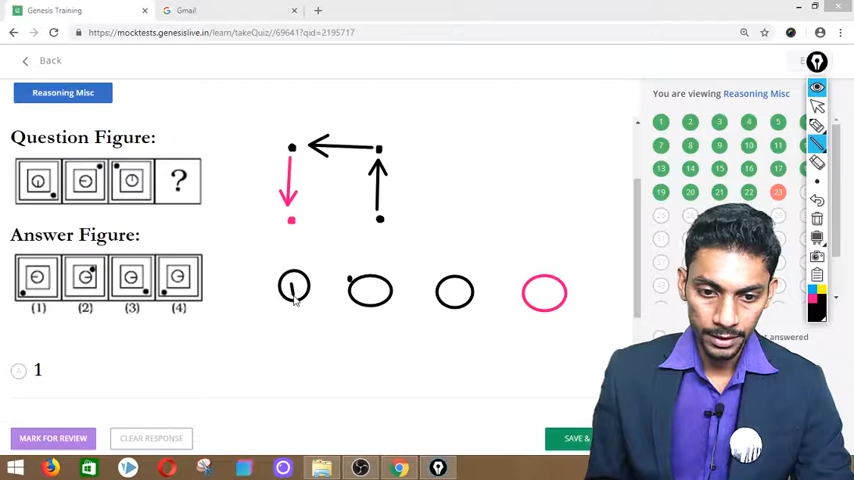 Genesis Training
Gmail
https://mocktests.genesislive.in/learn/takeQuiz//69641?qid=2195717
Back
Reasoning Misc
You are viewing Reasoning Misc
Question Figure:
?
Answer Figure:
(1) (2) (3) (4)
1 2 3 4 5
7 8 9 10 11
13 14 15 16 17
19 20 21 22 23
A 1
answered
MARK FOR REVIEW
CLEAR RESPONSE
SAVE &